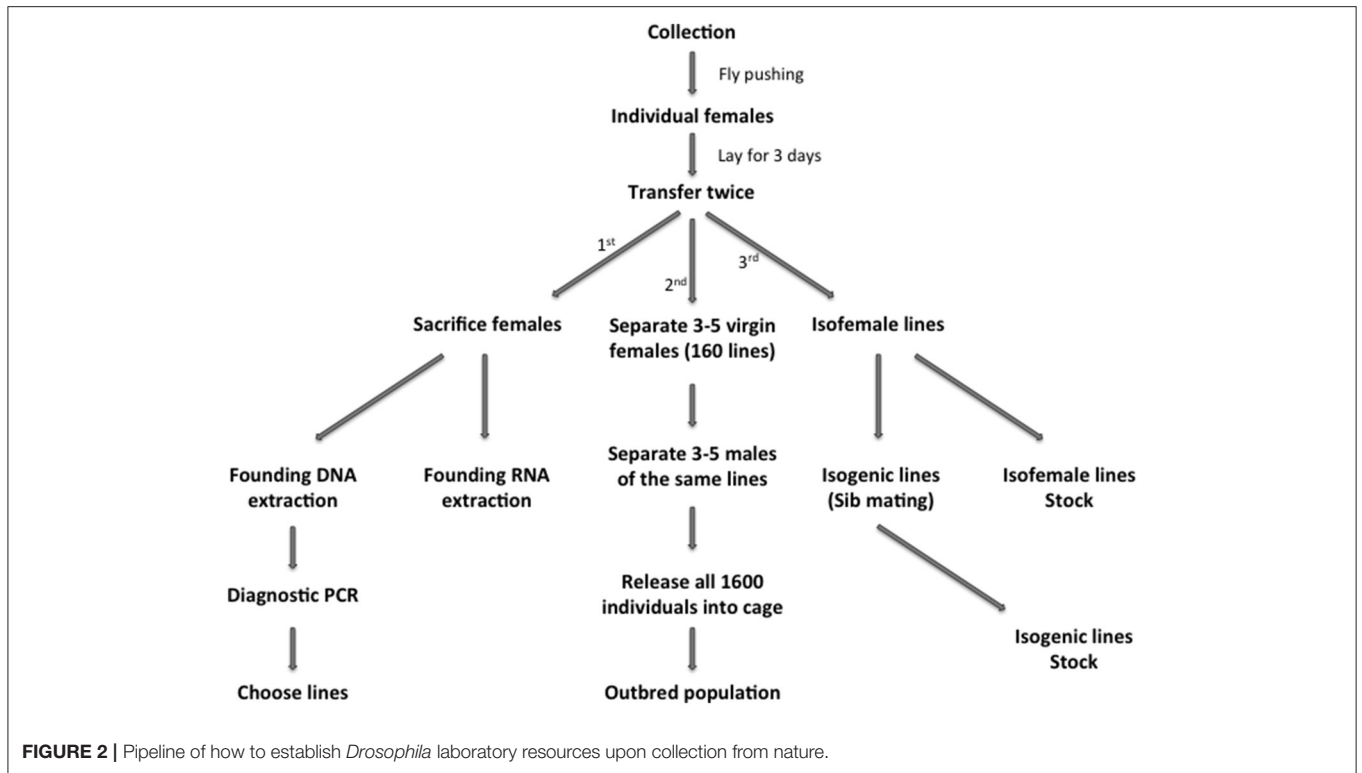 Collection
Fly pushing
Individual females
Lay for 3 days
Transfer twice
1st
2nd
3rd
Sacrifice females
Separate 3-5 virgin
females (160 lines)
Isofemale lines
Founding DNA
extraction
Founding RNA
extraction
Separate 3-5 males
of the same lines
Isogenic lines
(Sib mating)
Isofemale lines
Stock
Diagnostic PCR
Release all 1600
individuals into cage
Isogenic lines
Stock
Choose lines
Outbred population
FIGURE 2 | Pipeline of how to establish Drosophila laboratory resources upon collection from nature.